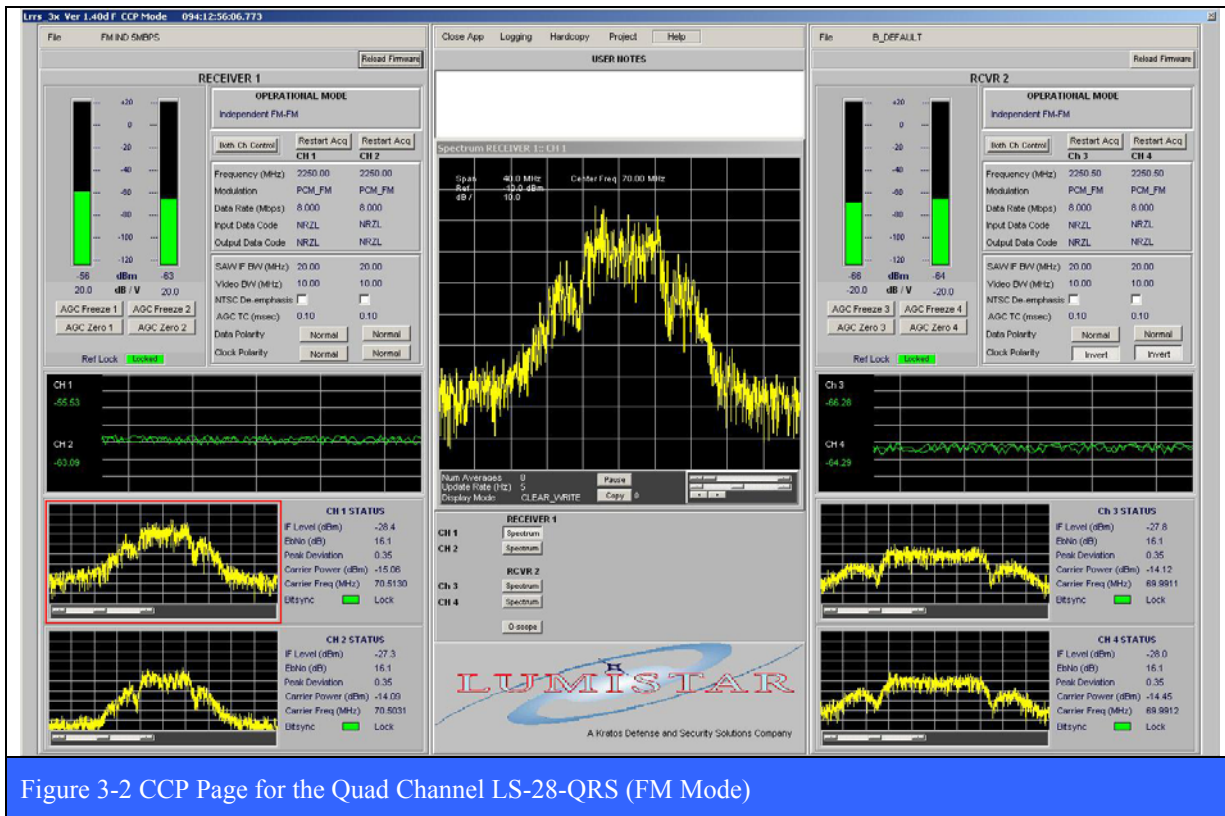 Lrrs_3x Ver 1.40d F CCP Mode 094:12:56:06.773
File FM IND 5MBPS
Reload Firmware
RECEIVER 1
+20
0
-20
-40
-60
-80
-100
-120
-56 dBm -63
20.0 dB / V 20.0
AGC Freeze 1 AGC Freeze 2
AGC Zero 1 AGC Zero 2
Ref Lock Locked
OPERATIONAL MODE
Independent FM-FM
Both Ch Control Restart Acq Restart Acq
CH 1 CH 2
Frequency (MHz) 2250.00 2250.00
Modulation PCM_FM PCM_FM
Data Rate (Mbps) 8.000 8.000
Input Data Code NRZL NRZL
Output Data Code NRZL NRZL
SAW IF BW (MHz) 20.00 20.00
Video BW (MHz) 10.00 10.00
NTSC De-emphasis
AGC TC (msec) 0.10 0.10
Data Polarity Normal Normal
Clock Polarity Normal Normal
CH 1
-55.53
CH 2
-63.09
CH 1 STATUS
IF Level (dBm) -28.4
EbNo (dB) 16.1
Peak Deviation 0.35
Carrier Power (dBm) -15.06
Carrier Freq (MHz) 70.5130
Bitsync Lock
CH 2 STATUS
IF Level (dBm) -27.3
EbNo (dB) 16.1
Peak Deviation 0.35
Carrier Power (dBm) -14.09
Carrier Freq (MHz) 70.5031
Bitsync Lock
Close App Logging Hardcopy Project Help
USER NOTES
Spectrum RECEIVER 1:: CH 1
Span 40.0 MHz Center Freq 70.00 MHz
Ref -10.0 dBm
dB / 10.0
Num Averages 8 Pause
Update Rate (Hz) 5
Display Mode CLEAR_WRITE Copy 0
RECEIVER 1
CH 1 Spectrum
CH 2 Spectrum
RCVR 2
Ch 3 Spectrum
CH 4 Spectrum
O-scope
LUMISTAR
A Kratos Defense and Security Solutions Company
File B_DEFAULT
Reload Firmware
RCVR 2
+20
0
-20
-40
-60
-80
-100
-120
-66 dBm -64
-20.0 dB / V -20.0
AGC Freeze 3 AGC Freeze 4
AGC Zero 3 AGC Zero 4
Ref Lock Locked
OPERATIONAL MODE
Independent FM-FM
Both Ch Control Restart Acq Restart Acq
Ch 3 CH 4
Frequency (MHz) 2250.50 2250.50
Modulation PCM_FM PCM_FM
Data Rate (Mbps) 8.000 8.000
Input Data Code NRZL NRZL
Output Data Code NRZL NRZL
SAW IF BW (MHz) 20.00 20.00
Video BW (MHz) 10.00 10.00
NTSC De-emphasis
AGC TC (msec) 0.10 0.10
Data Polarity Normal Normal
Clock Polarity Invert Invert
Ch 3
-66.28
CH 4
-64.29
Ch 3 STATUS
IF Level (dBm) -27.8
EbNo (dB) 16.1
Peak Deviation 0.35
Carrier Power (dBm) -14.12
Carrier Freq (MHz) 69.9911
Bitsync Lock
CH 4 STATUS
IF Level (dBm) -28.0
EbNo (dB) 16.1
Peak Deviation 0.35
Carrier Power (dBm) -14.45
Carrier Freq (MHz) 69.9912
Bitsync Lock
Figure 3-2 CCP Page for the Quad Channel LS-28-QRS (FM Mode)